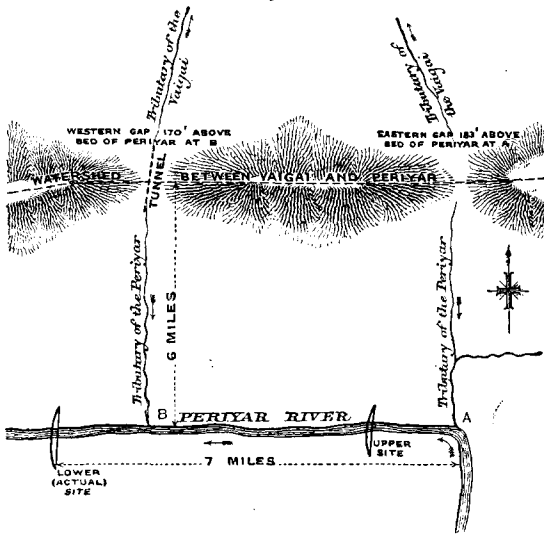 Tributary of the
Vaigai
Tributary of
the Vaigai
WESTERN GAP 170' ABOVE
BED OF PERIYAR AT B
EASTERN GAP 183' ABOVE
BED OF PERIYAR AT A
WATERSHED BETWEEN VAIGAI AND PERIYAR
TUNNEL
Tributary of the Periyar
6 MILES
Tributary of the Periyar
B PERIYAR RIVER A
UPPER
SITE
7 MILES
LOWER
(ACTUAL)
SITE